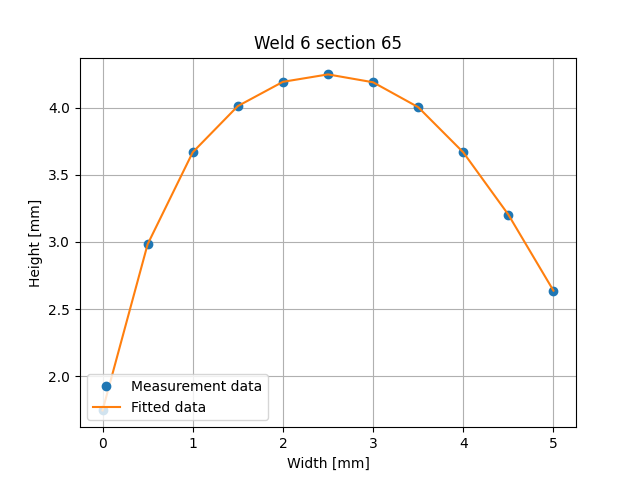 Weld 6 section 65
4.0
3.5
3.0
2.5
2.0
Height [mm]
Measurement data
Fitted data
0 1 2 3 4 5
Width [mm]